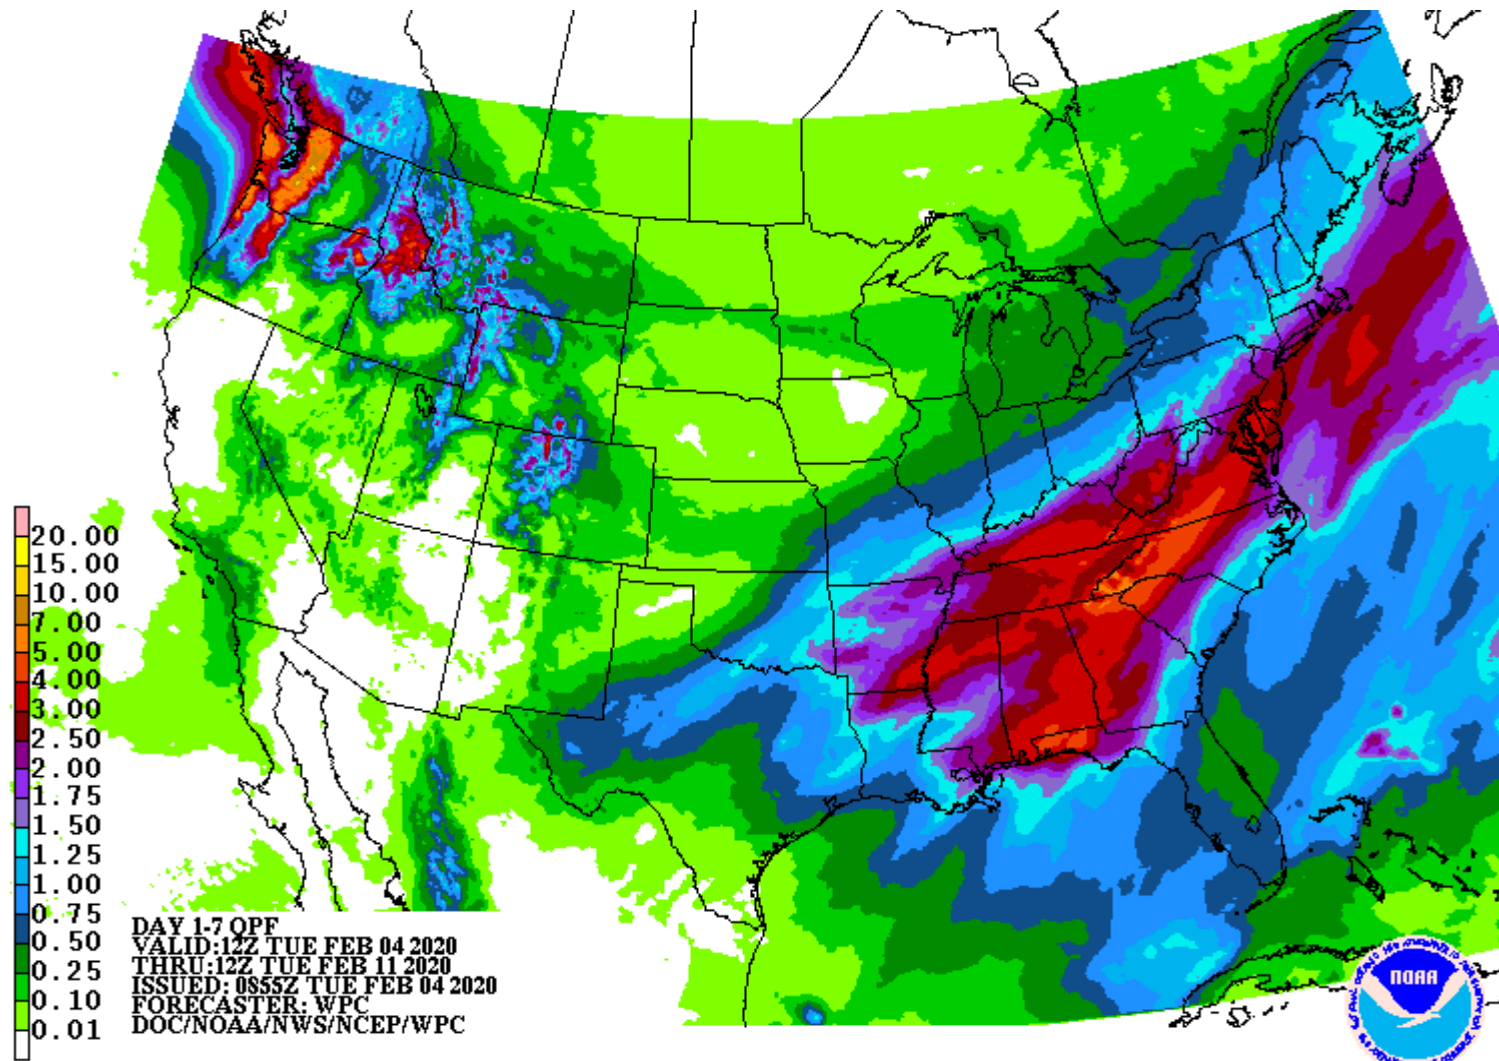 20.00
15.00
10.00
7.00
5.00
4.00
3.00
2.50
2.00
1.75
1.50
1.25
1.00
0.75
0.50
0.25
0.10
0.01
DAY 1-7 QPF
VALID:12Z TUE FEB 04 2020
THRU:12Z TUE FEB 11 2020
ISSUED: 0855Z TUE FEB 04 2020
FORECASTER: WPC
DOC/NOAA/NWS/NCEP/WPC
NOAA